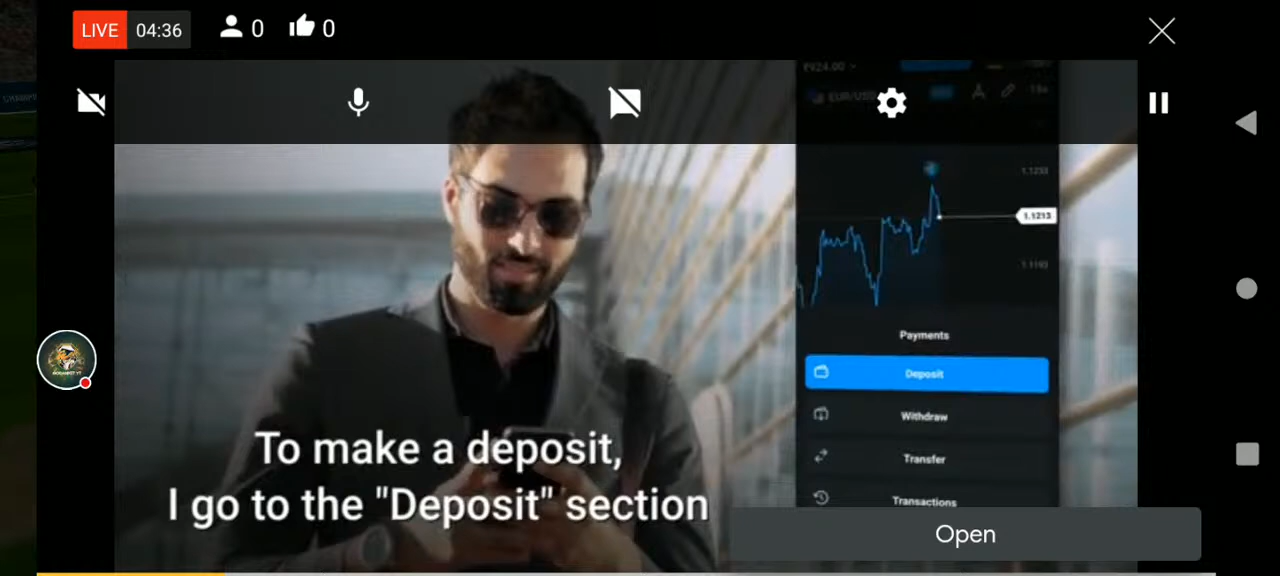 LIVE 04:36 0 0
₹924.00
EUR/USD
1.1233
1.1213
1.1193
Payments
Deposit
Withdraw
Transfer
Transactions
To make a deposit,
I go to the "Deposit" section
Open